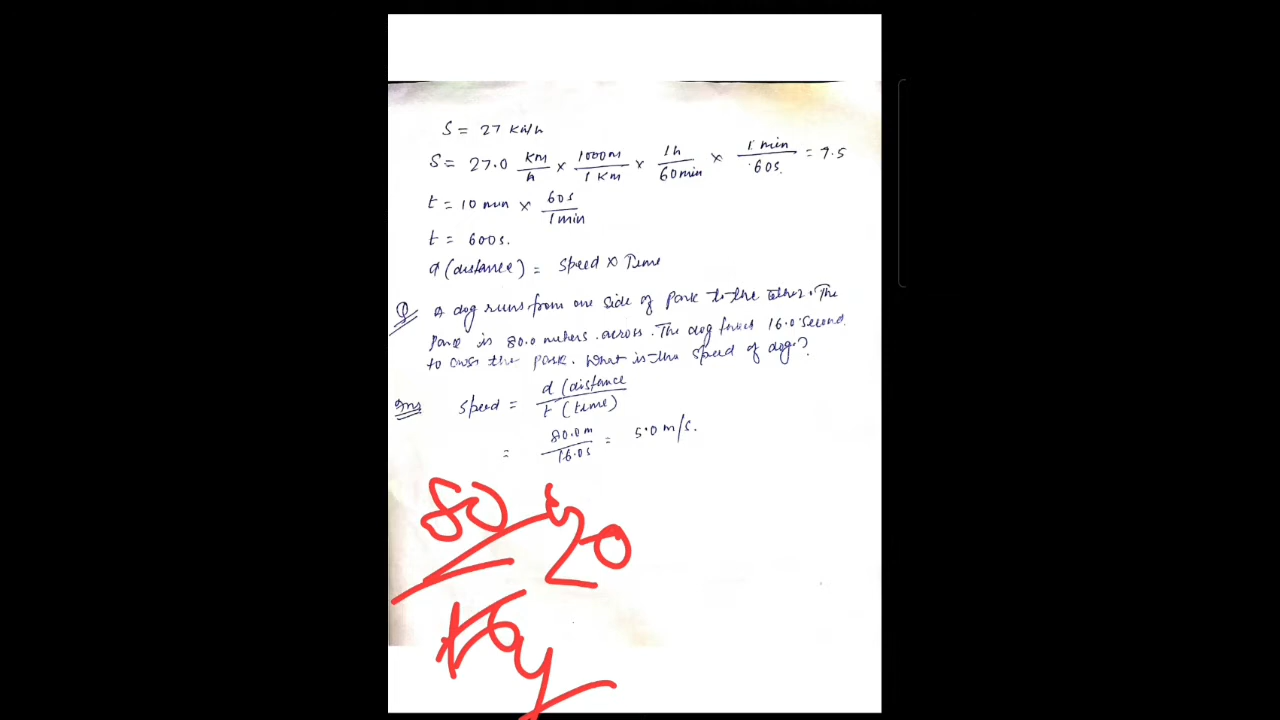 S = 27 km/h
S = 27.0 km/h × 1000m/1 km × 1h/60min × 1 min/60s. = 7.5
t = 10 min × 60s/1min
t = 600s.
d (distance) = speed × Time
Q A dog runs from one side of park to the other. The
park is 80.0 meters across. The dog 16.0 second
to cross the park. What is the speed of dog?
Ans speed = d (distance/t (time)
= 80.0m/16.0s = 5.0 m/s.
80
20
16